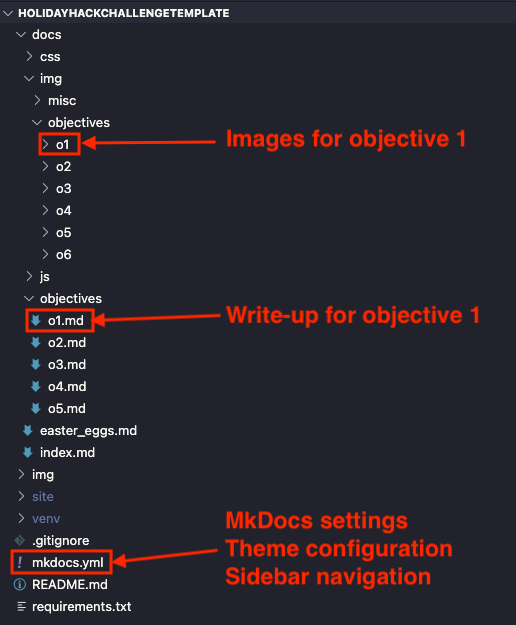 HOLIDAYHACKCHALLENGETEMPLATE
docs
css
img
misc
objectives
o1
Images for objective 1
o2
o3
o4
o5
o6
js
objectives
o1.md
Write-up for objective 1
o2.md
o3.md
o4.md
o5.md
easter_eggs.md
index.md
img
site
venv
MkDocs settings
.gitignore
Theme configuration
mkdocs.yml
Sidebar navigation
README.md
requirements.txt